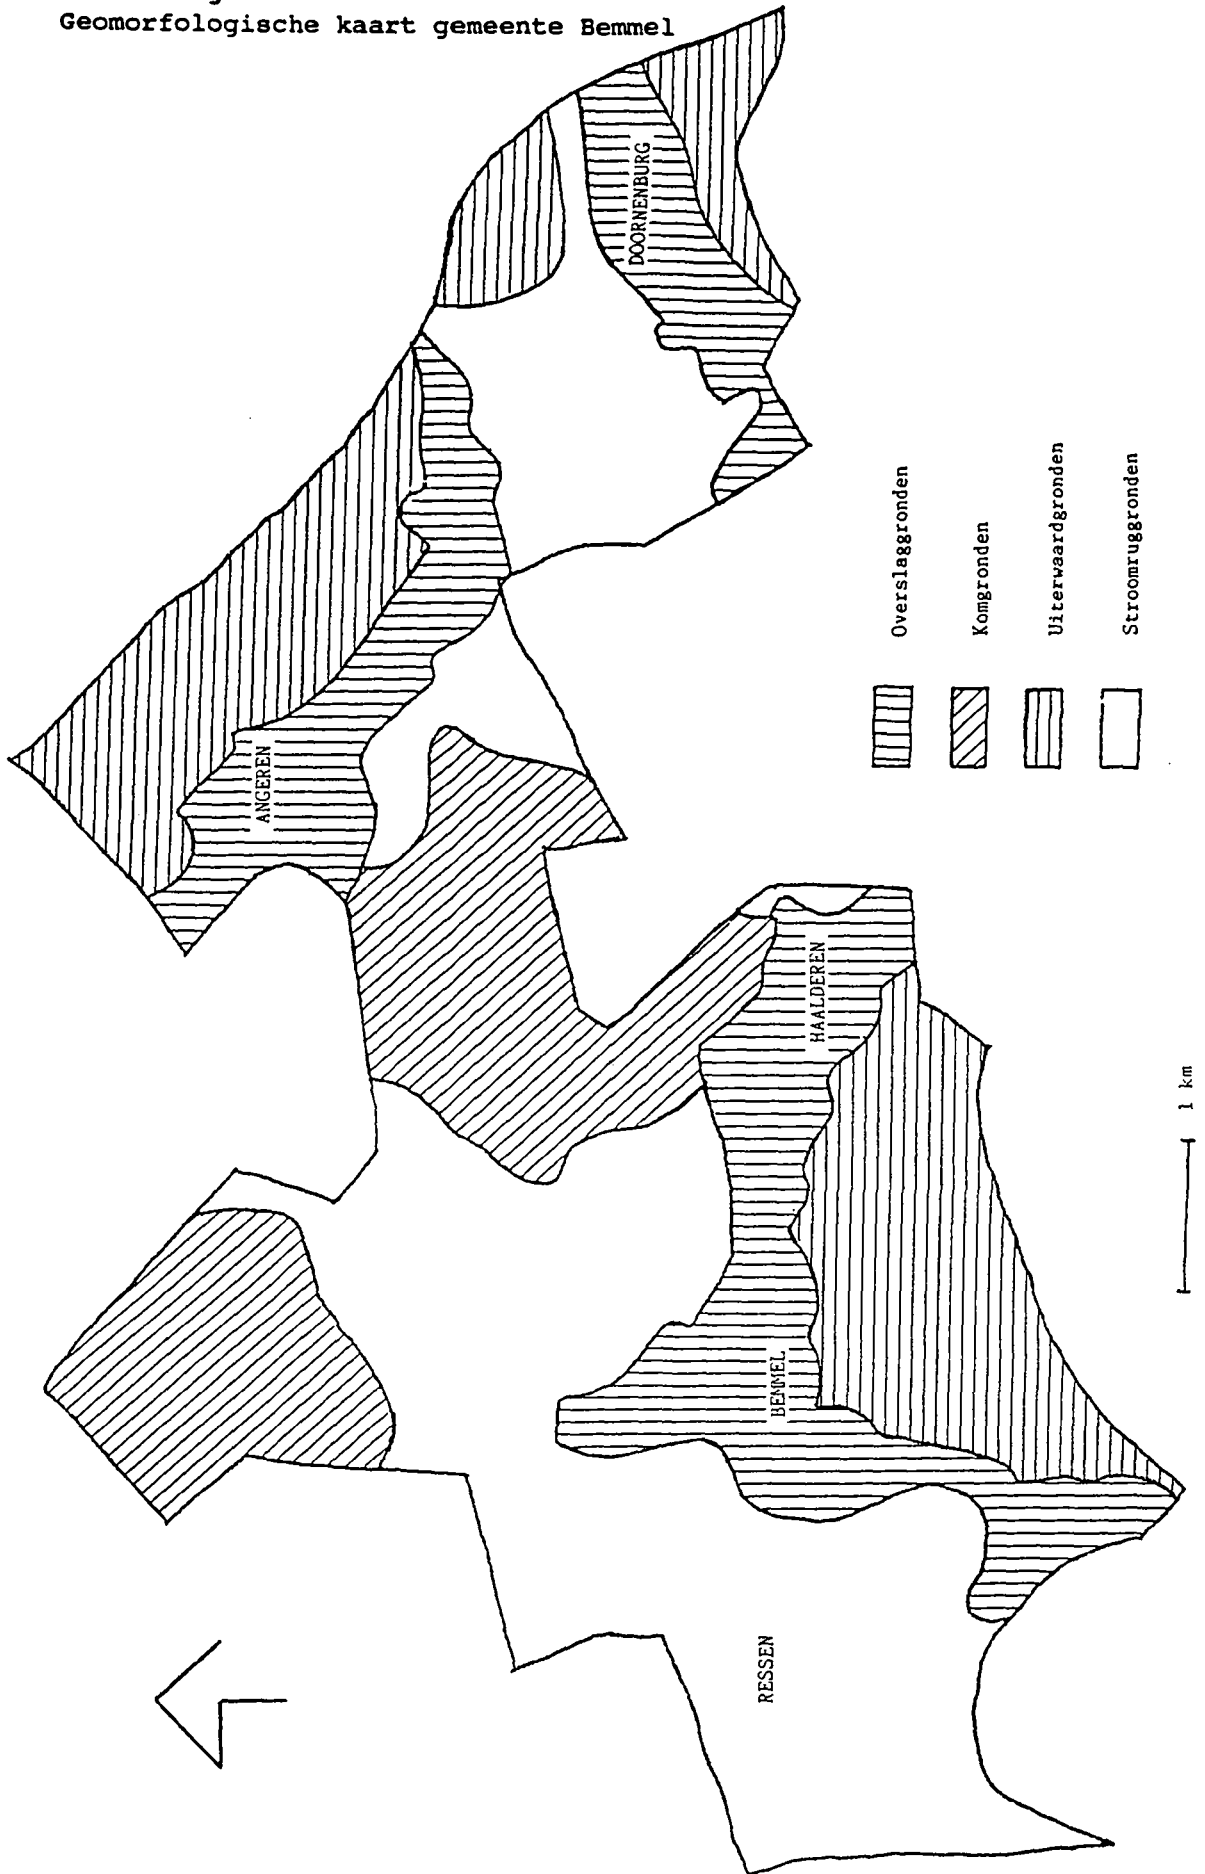 Geomorfologische kaart gemeente Bemmel
DOORNENBURG
ANGEREN
HAALDEREN
BEMMEL
RESSEN
Overslaggronden
Komgronden
Uiterwaardgronden
Stroomruggronden
1 km